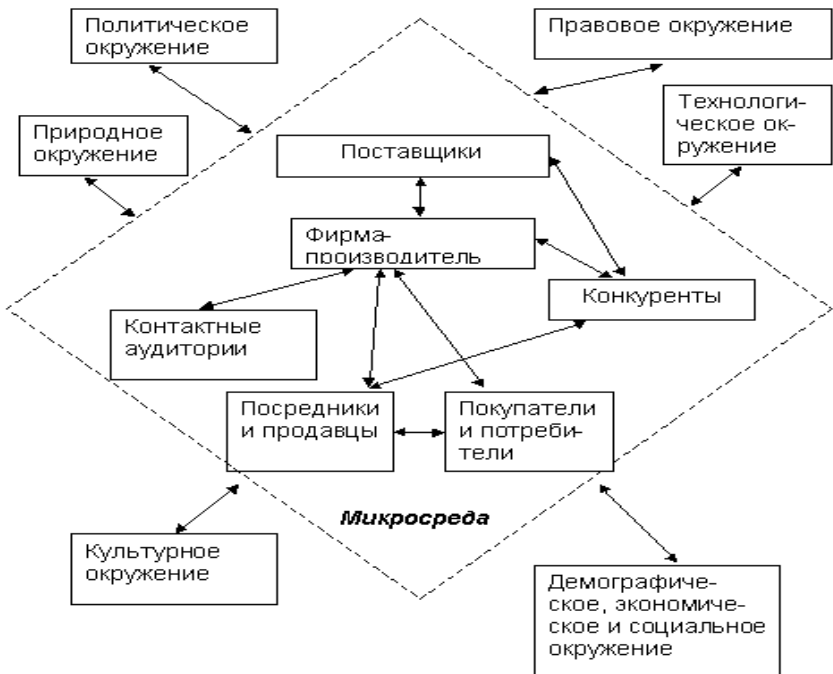 Политическое
окружение
Правовое окружение
Технологи-
ческое ок-
ружение
Природное
окружение
Поставщики
Фирма-
производитель
Конкуренты
Контактные
аудитории
Посредники
и продавцы
Покупатели
и потреби-
тели
Микросреда
Культурное
окружение
Демографиче-
ское, экономиче-
ское и социальное
окружение